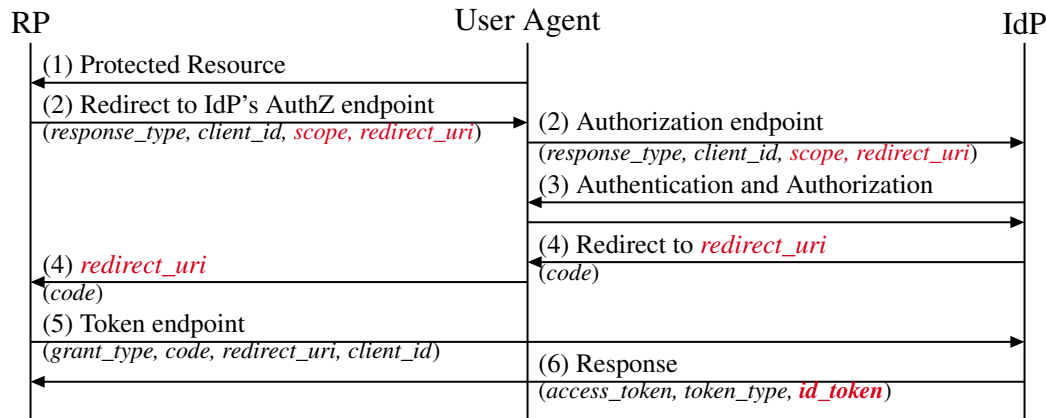 RP User Agent IdP
(1) Protected Resource
(2) Redirect to IdP's AuthZ endpoint
(response_type, client_id, scope, redirect_uri)
(2) Authorization endpoint
(response_type, client_id, scope, redirect_uri)
(3) Authentication and Authorization
(4) Redirect to redirect_uri
(code)
(4) redirect_uri
(code)
(5) Token endpoint
(grant_type, code, redirect_uri, client_id)
(6) Response
(access_token, token_type, id_token)